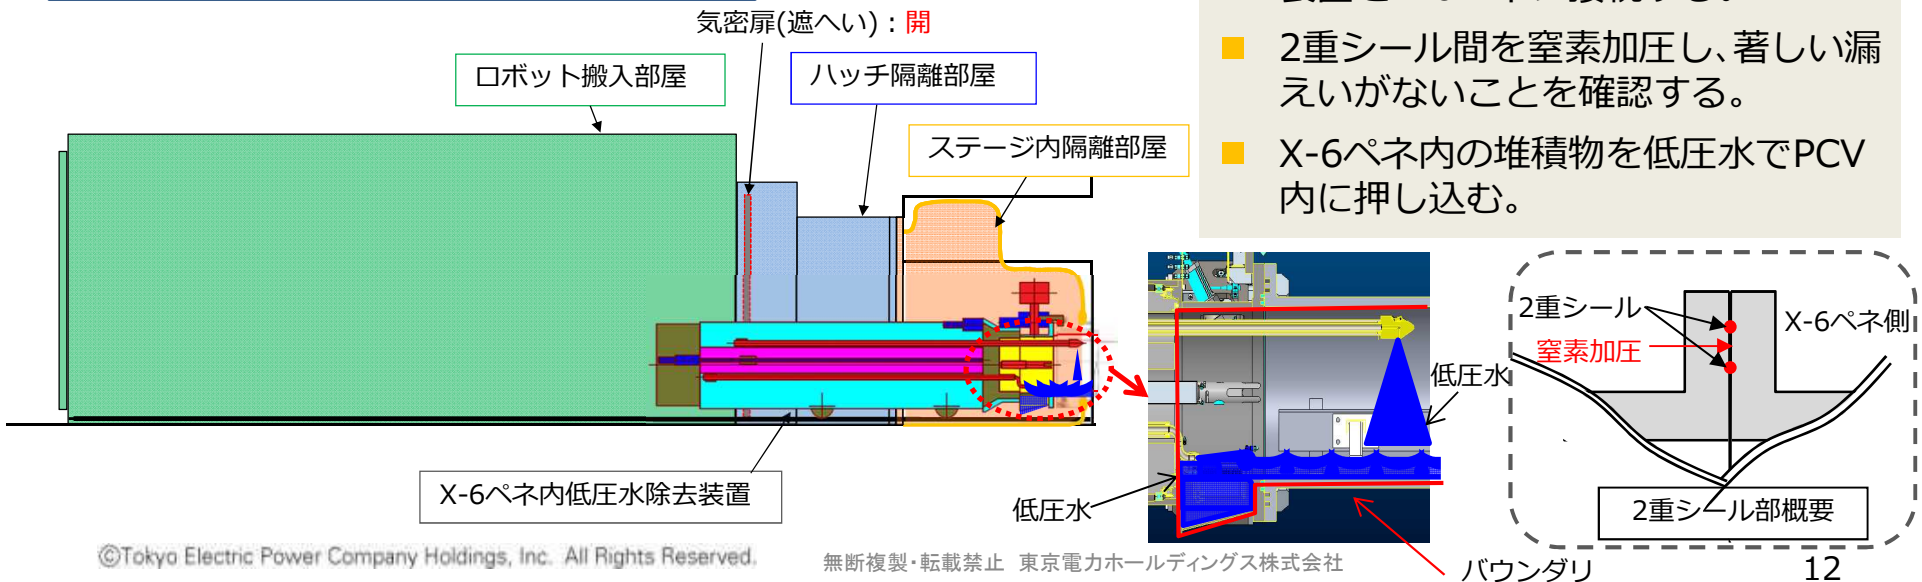 気密扉(遮へい)：開
ロボット搬入部屋
ハッチ隔離部屋
ステージ内隔離部屋
2重シール間を窒素加圧し、著しい漏
えいがないことを確認する。
X-6ペネ内の堆積物を低圧水でPCV
内に押し込む。
X-6ペネ内低圧水除去装置
低圧水
低圧水
バウンダリ
2重シール
窒素加圧
X-6ペネ側
2重シール部概要
©Tokyo Electric Power Company Holdings, Inc. All Rights Reserved.
無断複製・転載禁止 東京電力ホールディングス株式会社
12